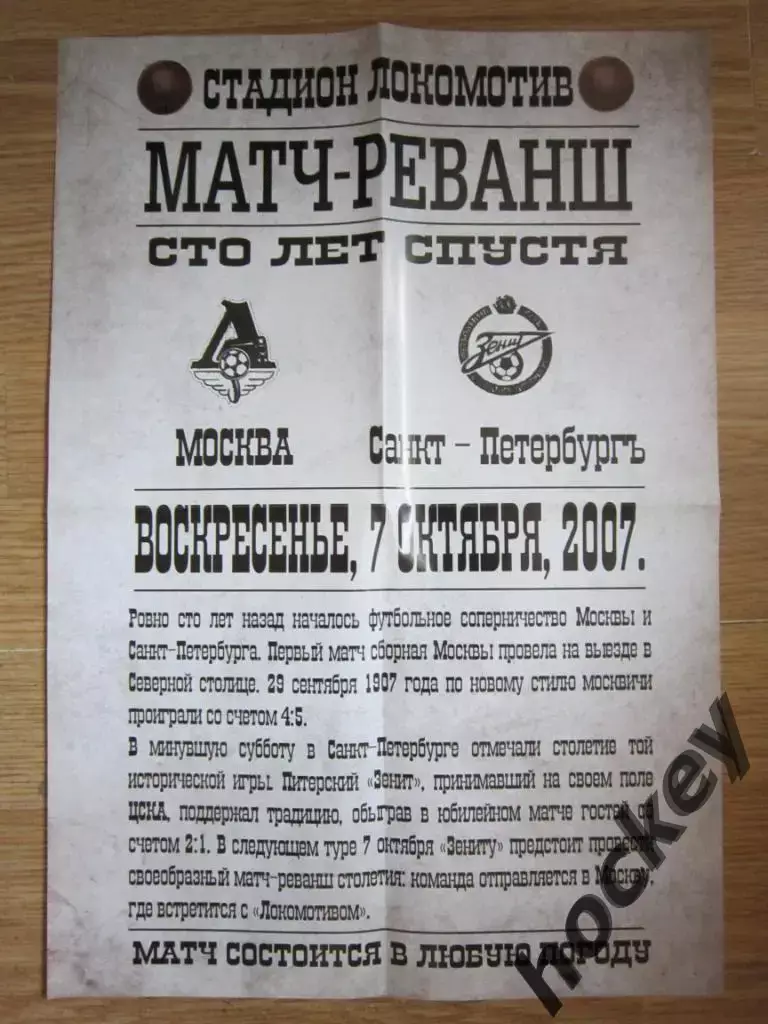 СТАДИОН ЛОКОМОТИВ
МАТЧ-РЕВАНШ
СТО ЛЕТ СПУСТЯ
Зенит
МОСКВА Санкт – Петербургъ
ВОСКРЕСЕНЬЕ, 7 ОКТЯБРЯ, 2007.
Ровно сто лет назад началось футбольное соперничество Москвы и
Санкт-Петербурга. Первый матч сборная Москвы провела на выезде в
Северной столице. 29 сентября 1907 года по новому стилю москвичи
проиграли со счетом 4:5.
В минувшую субботу в Санкт-Петербурге отмечали столетие той
исторической игры. Питерский «Зенит», принимавший на своем поле
ЦСКА, поддержал традицию, обыграв в юбилейном матче гостей со
счетом 2:1. В следующем туре 7 октября «Зениту» предстоит провести
своеобразный матч-реванш столетия: команда отправляется в Москву,
где встретится с «Локомотивом».
МАТЧ СОСТОИТСЯ В ЛЮБУЮ ПОГОДУ
hockey